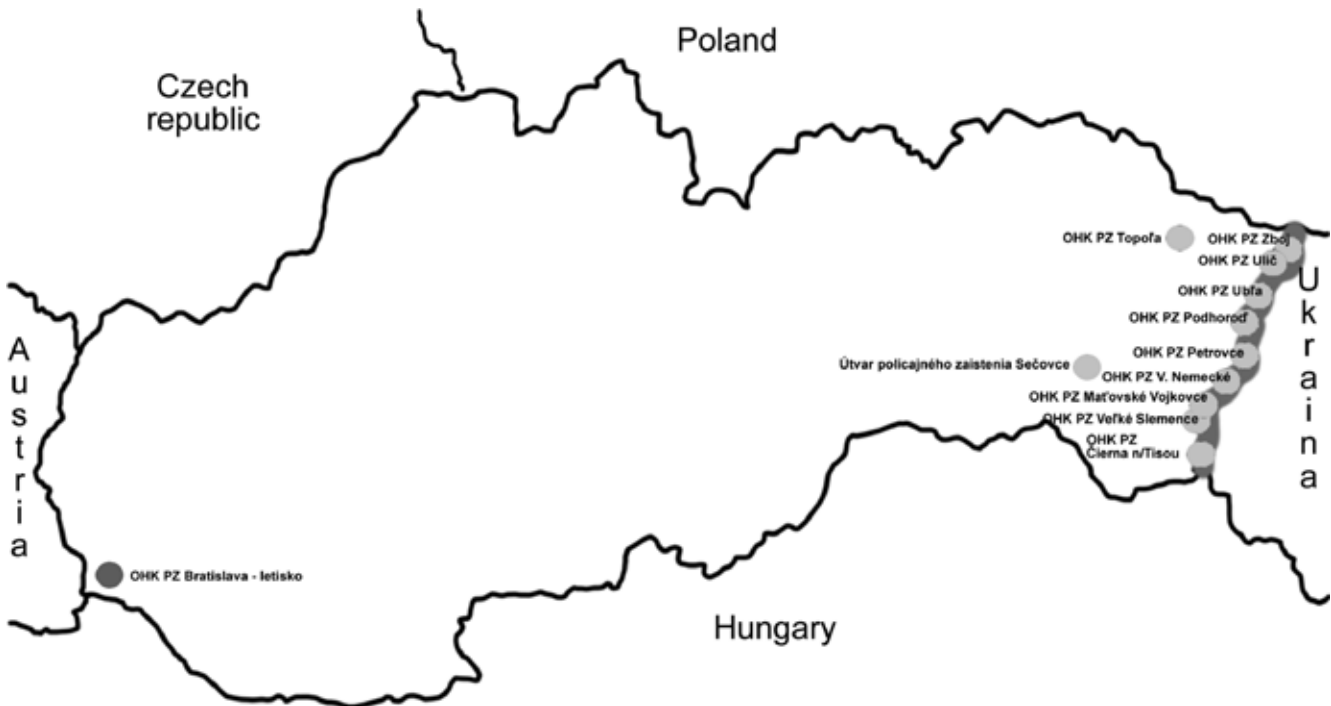 Poland
Czech
republic
OHK PZ Topoľa
OHK PZ Zboj
OHK PZ Ulič
OHK PZ Ubľa
OHK PZ Podhoroď
OHK PZ Petrovce
Útvar policajného zaistenia Sečovce
OHK PZ V. Nemecké
OHK PZ Maťovské Vojkovce
OHK PZ Veľké Slemence
OHK PZ
Čierna n/Tisou
Ukraina
Austria
OHK PZ Bratislava - letisko
Hungary